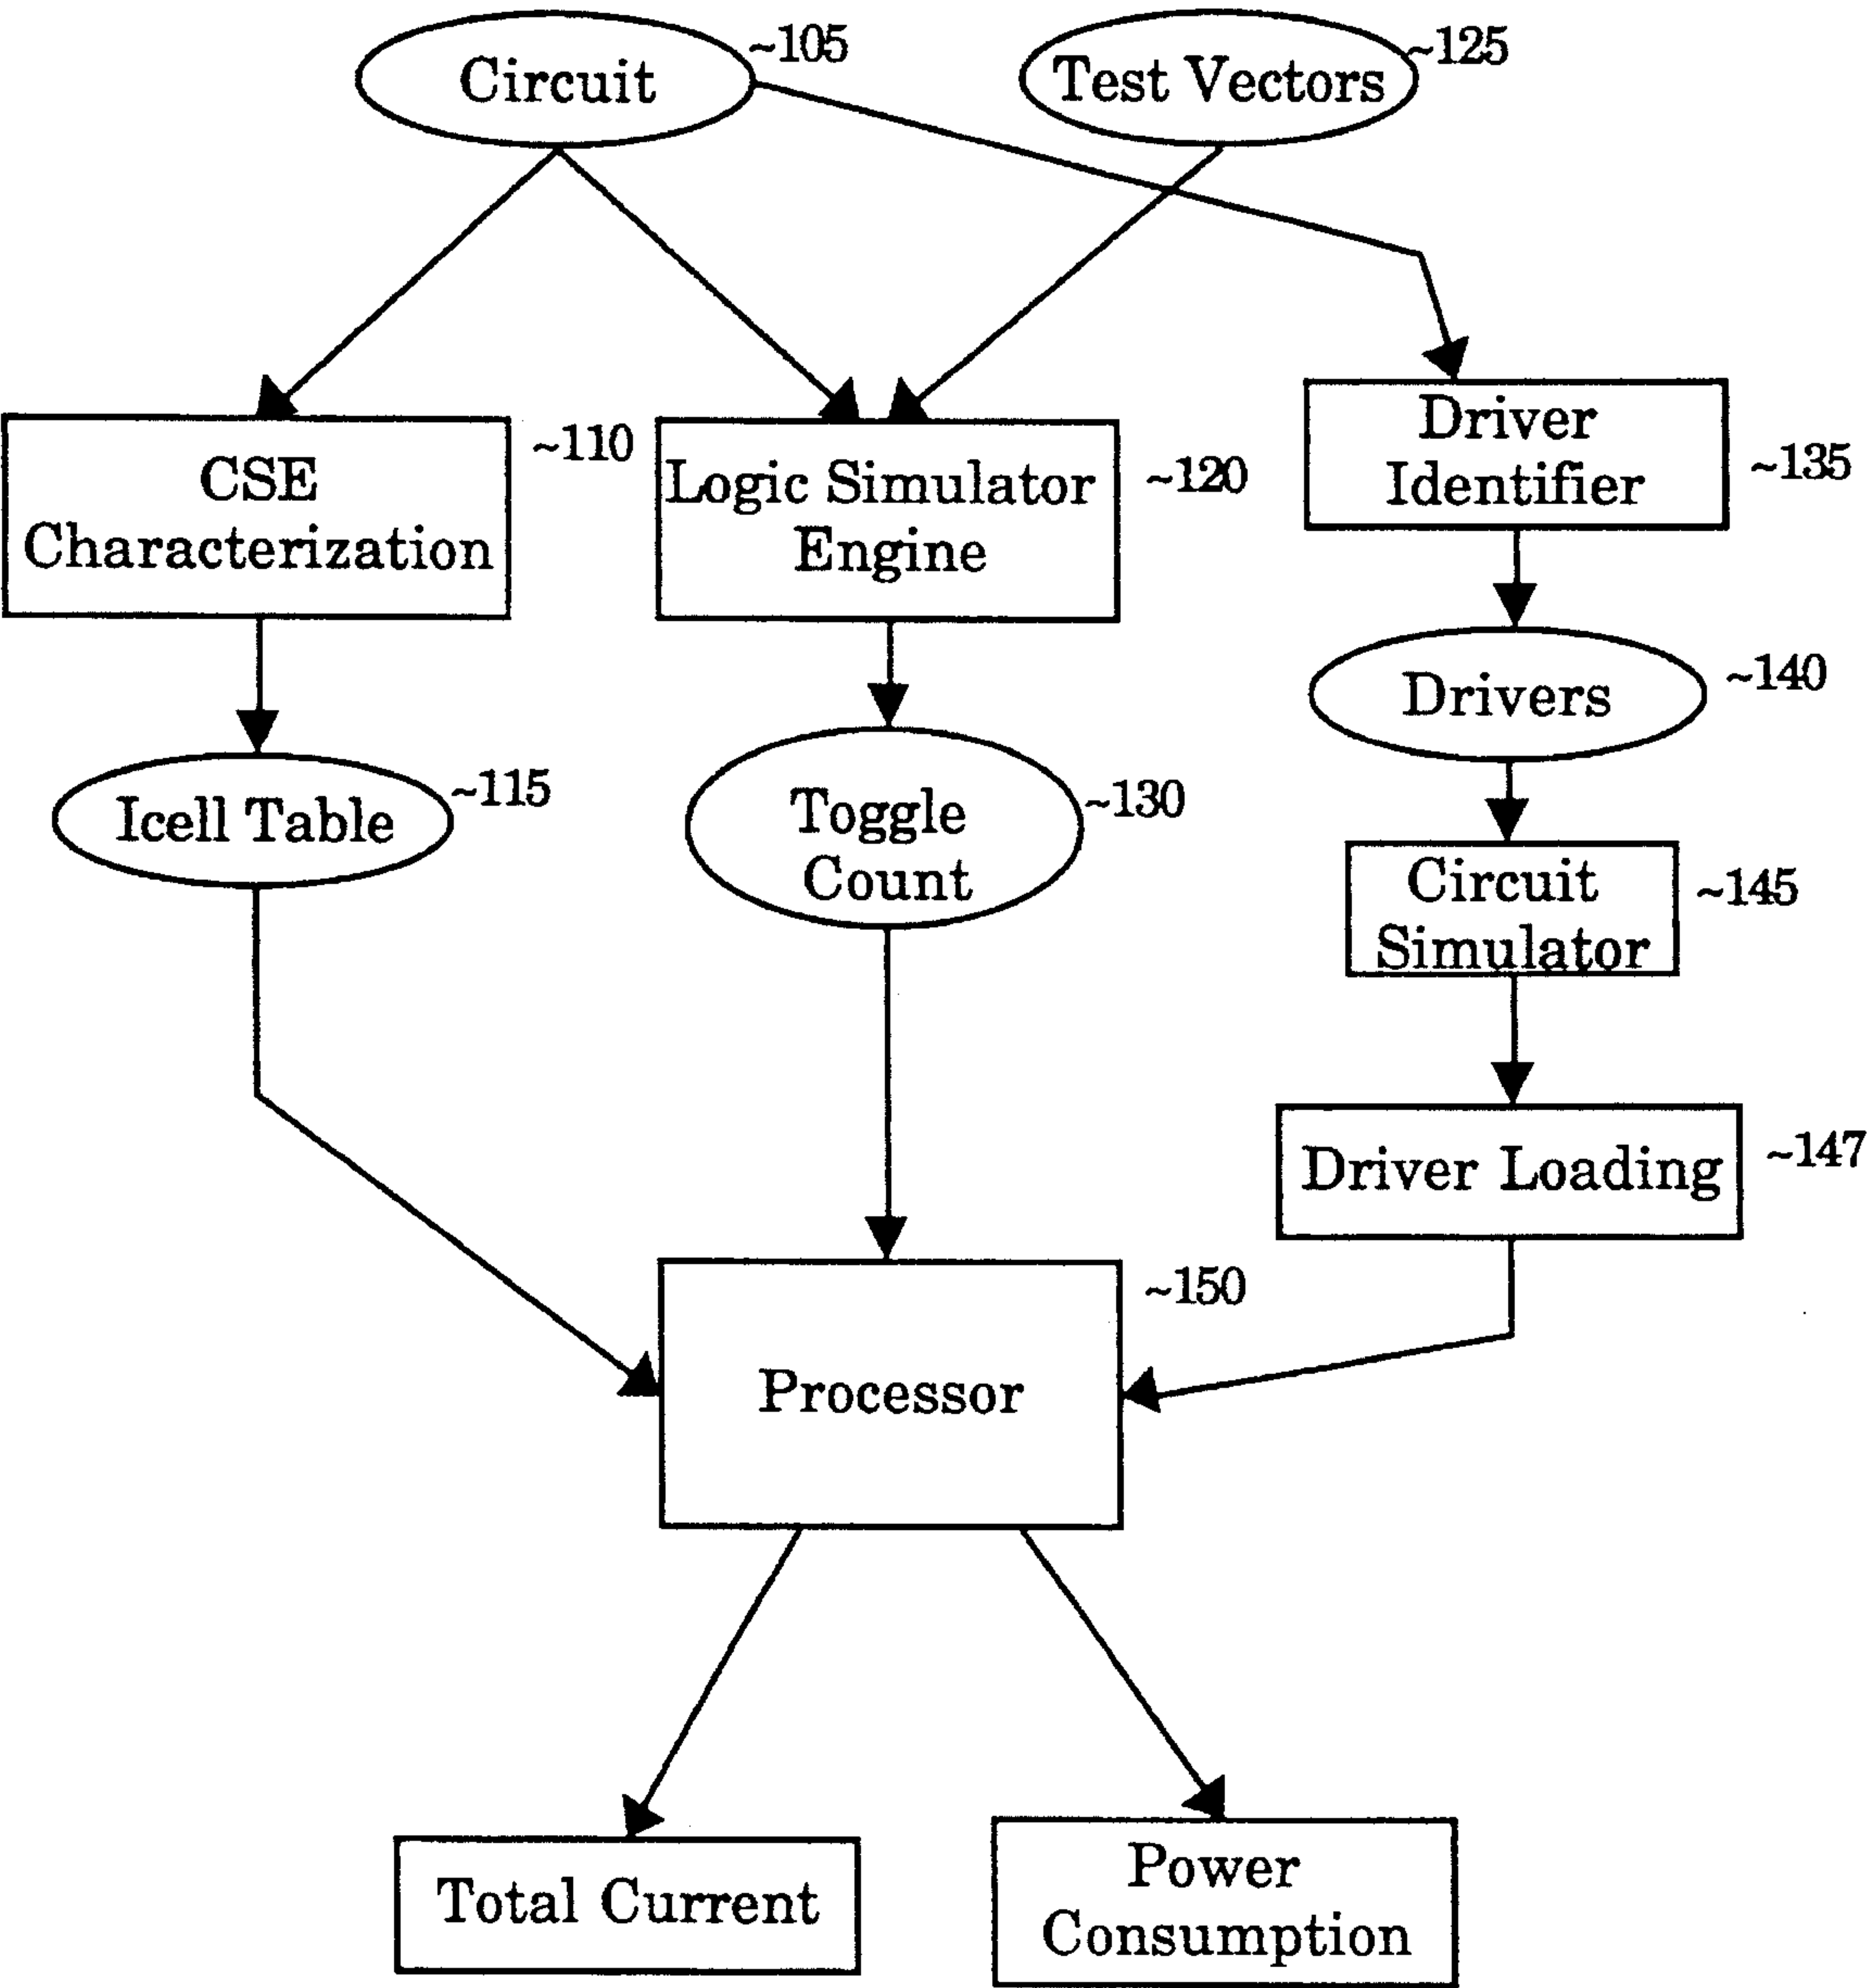 Circuit
~105
Test Vectors
~125
CSE
Characterization
~110
Logic Simulator
Engine
~120
Driver
Identifier
~135
Drivers
~140
Icell Table
~115
Toggle
Count
~130
Circuit
Simulator
~145
Driver Loading
~147
Processor
~150
Total Current
Power
Consumption